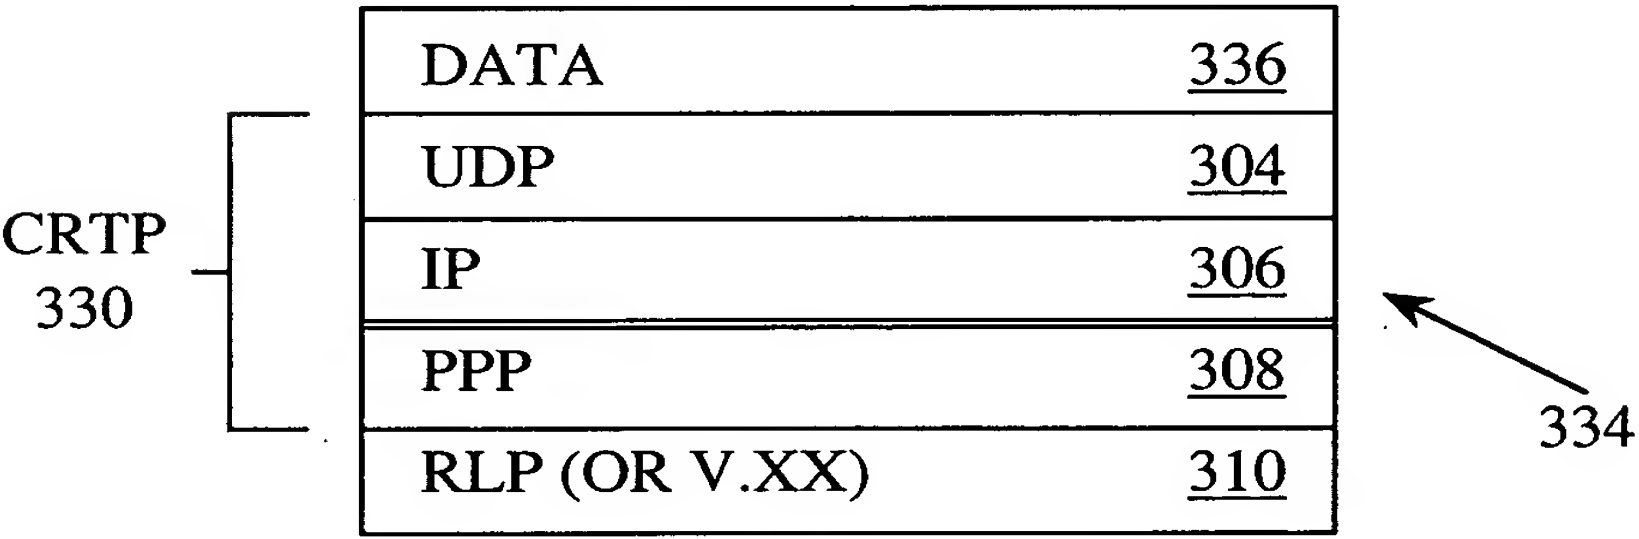 DATA 336
UDP 304
CRTP
330
IP 306
PPP 308
334
RLP (OR V.XX) 310